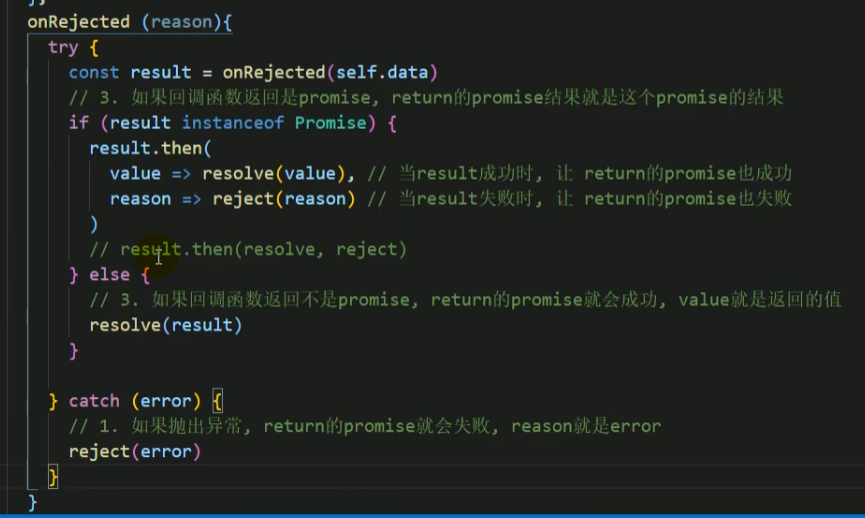 },
onRejected (reason){
try {
const result = onRejected(self.data)
// 3. 如果回调函数返回是promise, return的promise结果就是这个promise的结果
if (result instanceof Promise) {
result.then(
value => resolve(value), // 当result成功时, 让 return的promise也成功
reason => reject(reason) // 当result失败时, 让 return的promise也失败
)
// result.then(resolve, reject)
} else {
// 3. 如果回调函数返回不是promise, return的promise就会成功, value就是返回的值
resolve(result)
}
} catch (error) {
// 1. 如果抛出异常, return的promise就会失败, reason就是error
reject(error)
}
}